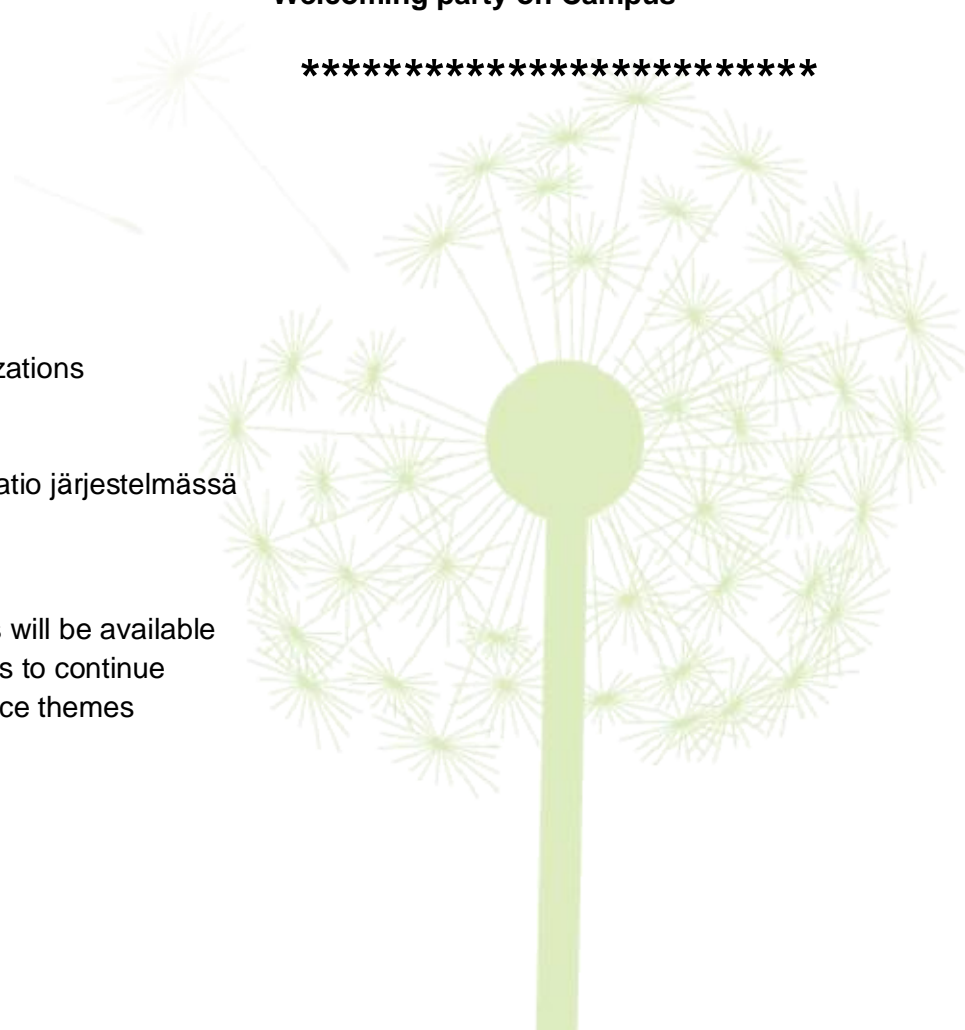 Welcoming party on Campus
*************************
zations
atio järjestelmässä
s will be available
s to continue
ce themes